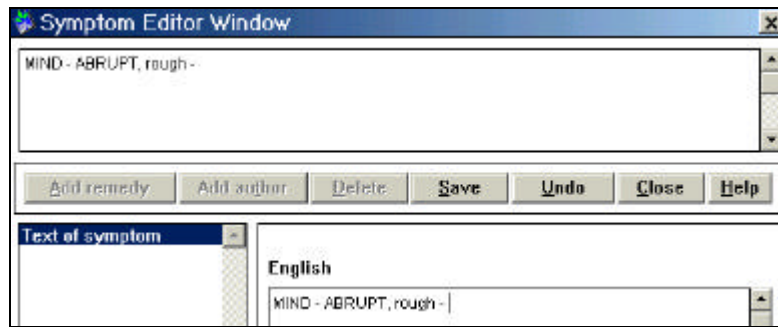 Symptom Editor Window
MIND - ABRUPT, rough -
Add remedy Add author Delete Save Undo Close Help
Text of symptom
English
MIND - ABRUPT, rough -